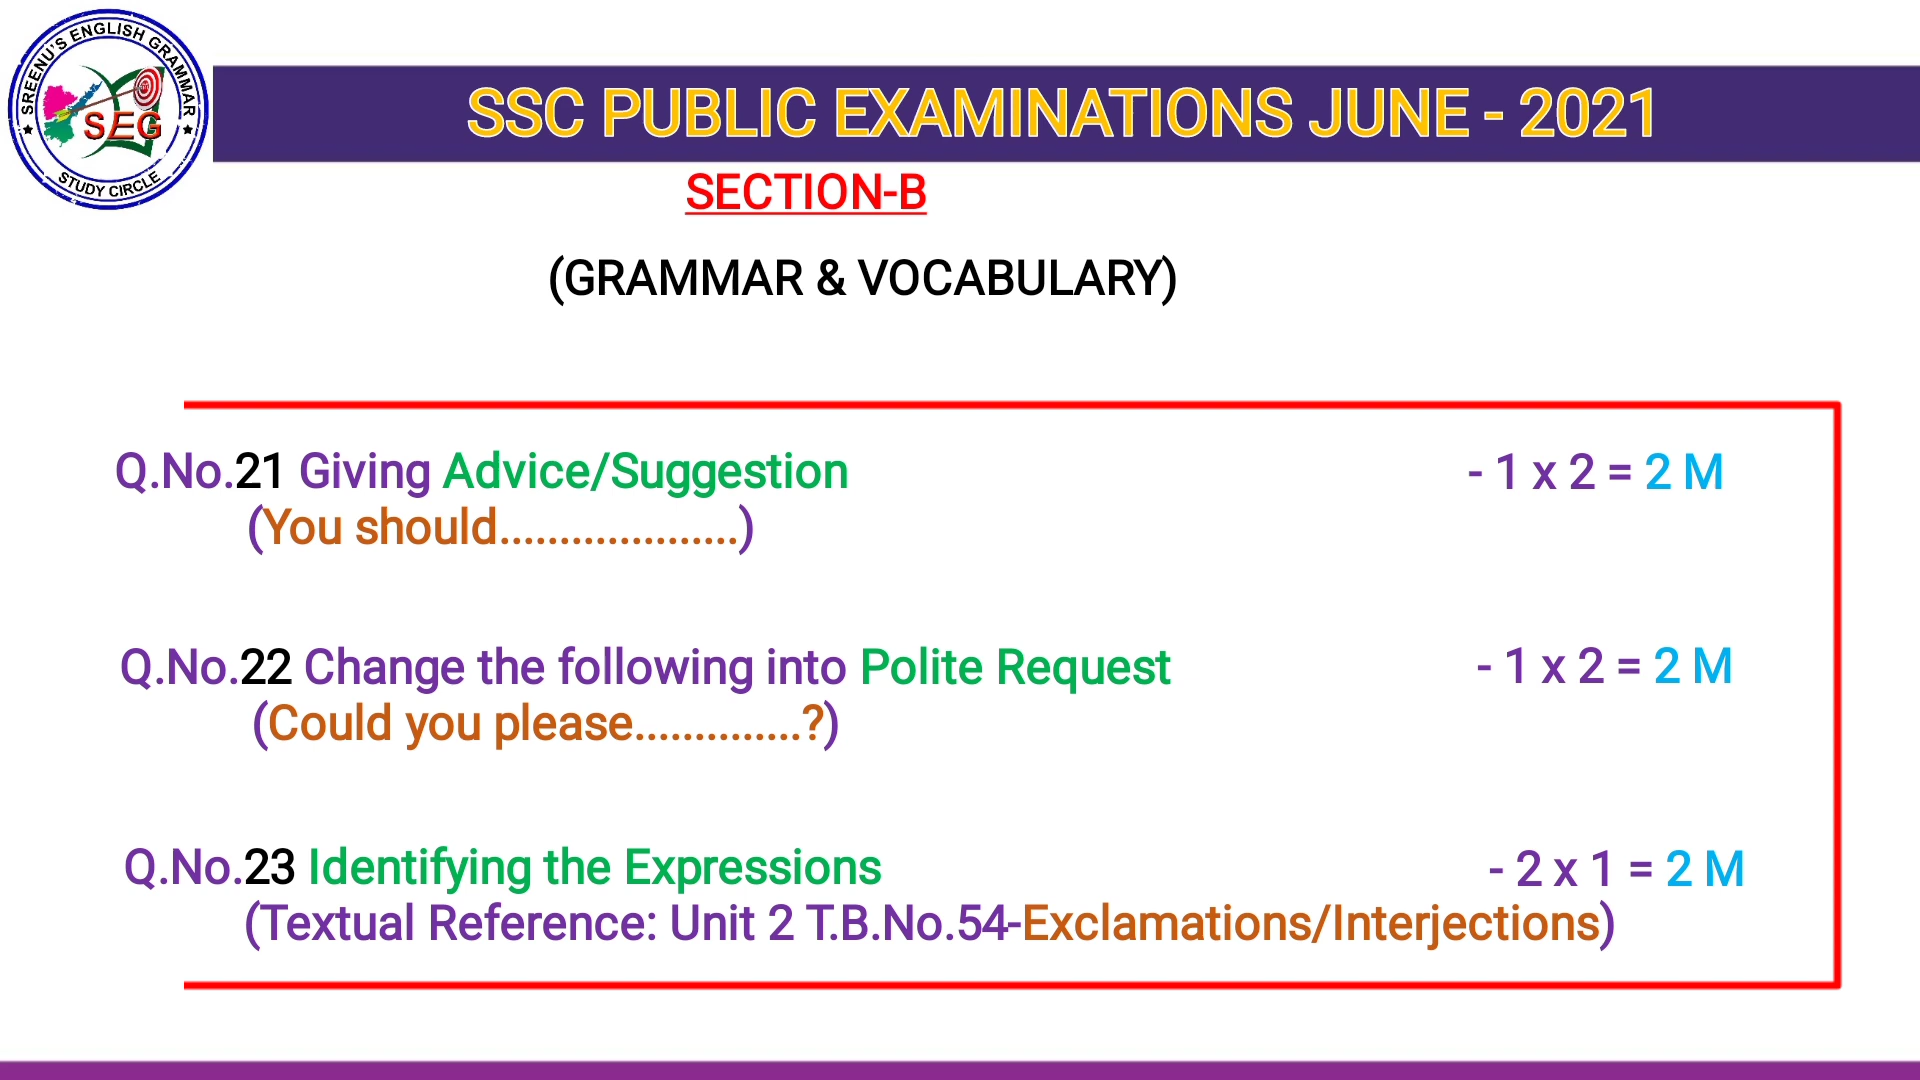 SREENU'S ENGLISH GRAMMAR
SEG
STUDY CIRCLE
SSC PUBLIC EXAMINATIONS JUNE - 2021
SECTION-B
(GRAMMAR & VOCABULARY)
Q.No.21 Giving Advice/Suggestion - 1 x 2 = 2 M
(You should....................)
Q.No.22 Change the following into Polite Request - 1 x 2 = 2 M
(Could you please..............?)
Q.No.23 Identifying the Expressions - 2 x 1 = 2 M
(Textual Reference: Unit 2 T.B.No.54-Exclamations/Interjections)